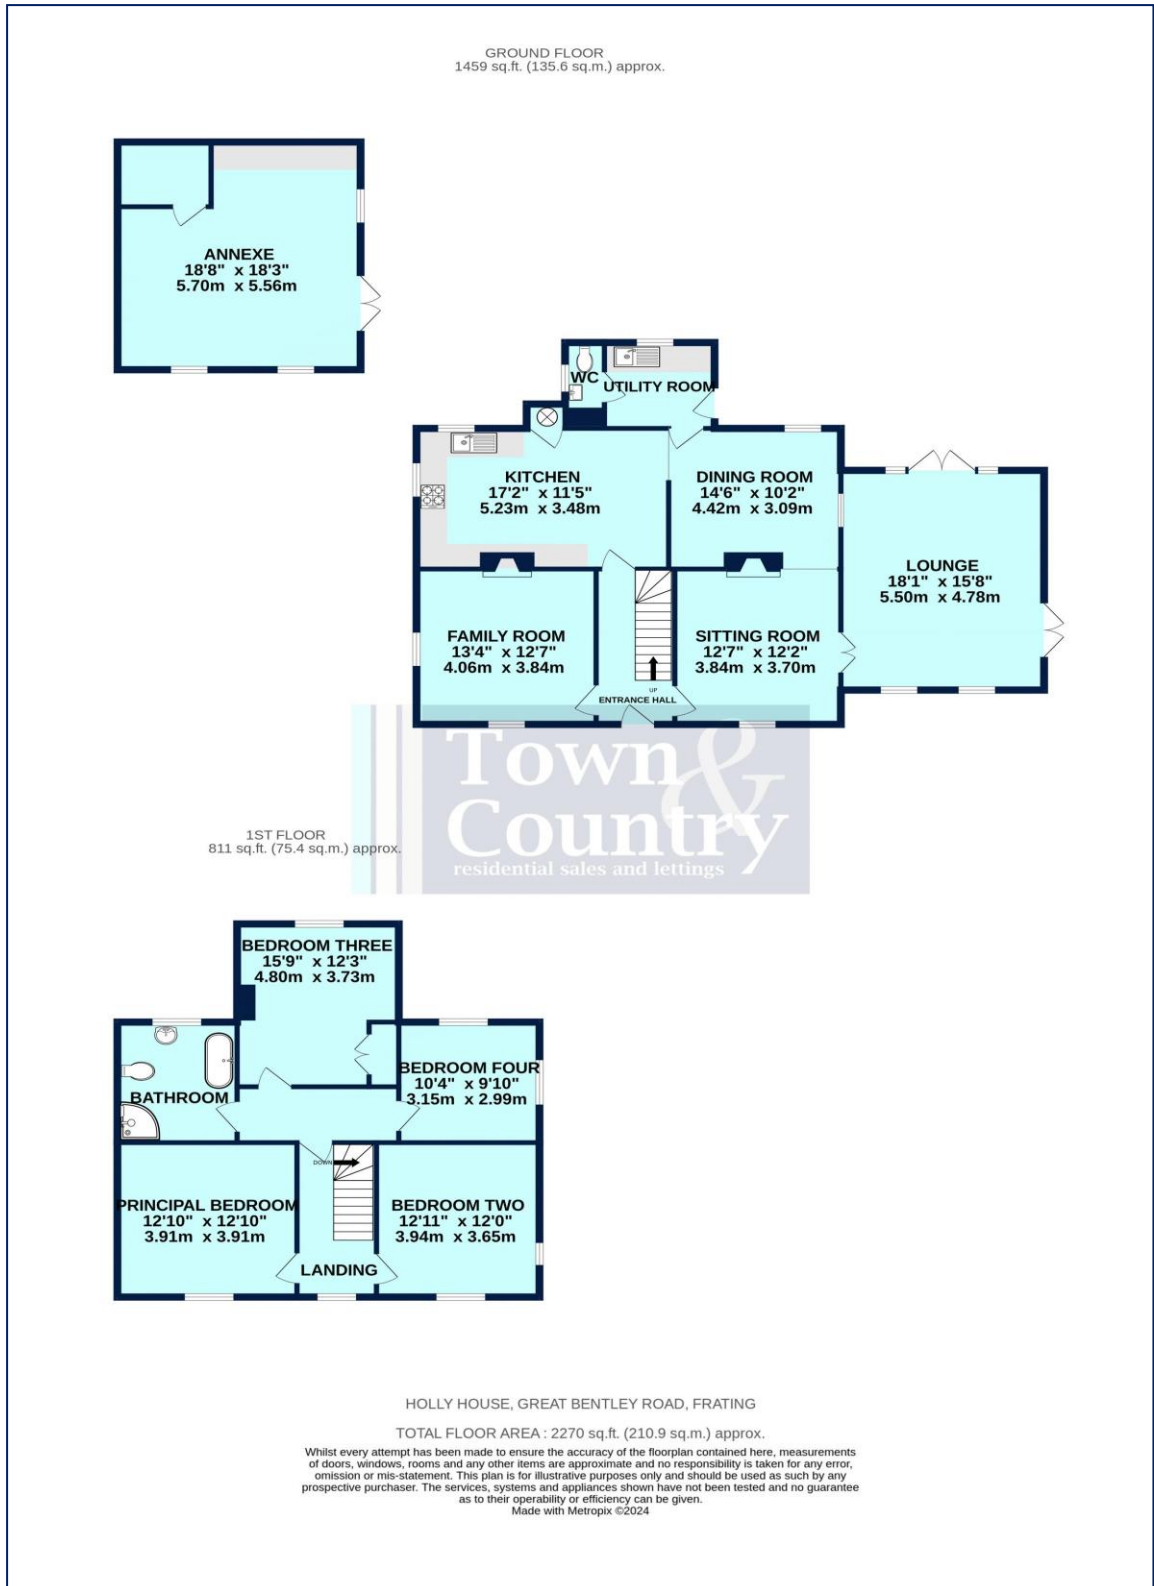 GROUND FLOOR
1459 sq.ft. (135.6 sq.m.) approx.
ANNEXE
18'8" x 18'3"
5.70m x 5.56m
WC
UTILITY ROOM
KITCHEN
17'2" x 11'5"
5.23m x 3.48m
DINING ROOM
14'6" x 10'2"
4.42m x 3.09m
LOUNGE
18'1" x 15'8"
5.50m x 4.78m
FAMILY ROOM
13'4" x 12'7"
4.06m x 3.84m
SITTING ROOM
12'7" x 12'2"
3.84m x 3.70m
UP
ENTRANCE HALL
Town &
Country
residential sales and lettings
1ST FLOOR
811 sq.ft. (75.4 sq.m.) approx.
BEDROOM THREE
15'9" x 12'3"
4.80m x 3.73m
BATHROOM
BEDROOM FOUR
10'4" x 9'10"
3.15m x 2.99m
DOWN
PRINCIPAL BEDROOM
12'10" x 12'10"
3.91m x 3.91m
BEDROOM TWO
12'11" x 12'0"
3.94m x 3.65m
LANDING
HOLLY HOUSE, GREAT BENTLEY ROAD, FRATING
TOTAL FLOOR AREA : 2270 sq.ft. (210.9 sq.m.) approx.
Whilst every attempt has been made to ensure the accuracy of the floorplan contained here, measurements
of doors, windows, rooms and any other items are approximate and no responsibility is taken for any error,
omission or mis-statement. This plan is for illustrative purposes only and should be used as such by any
prospective purchaser. The services, systems and appliances shown have not been tested and no guarantee
as to their operability or efficiency can be given.
Made with Metropix ©2024